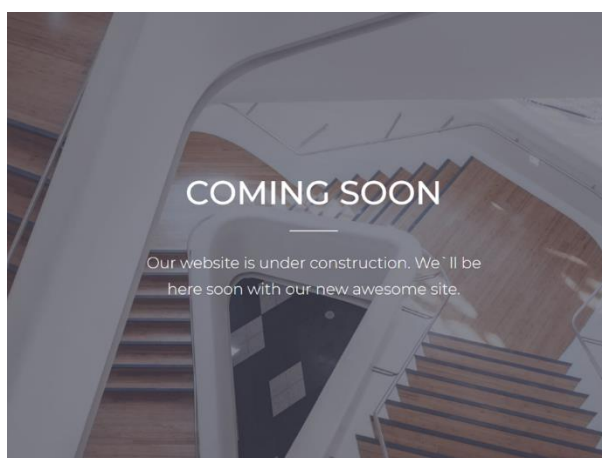 COMING SOON
Our website is under construction. We`ll be
here soon with our new awesome site.